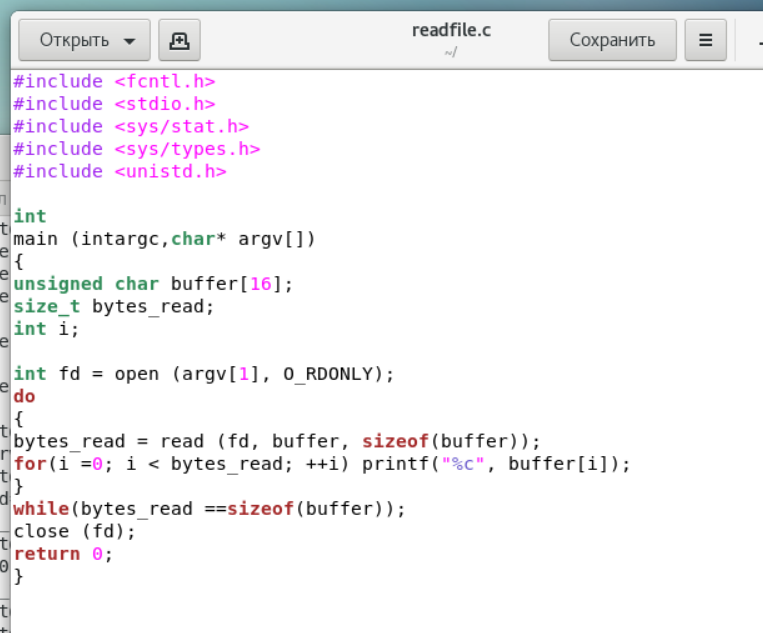 Открыть
readfile.c
~/
Сохранить
#include <fcntl.h>
#include <stdio.h>
#include <sys/stat.h>
#include <sys/types.h>
#include <unistd.h>
int
main (intargc,char* argv[])
{
unsigned char buffer[16];
size_t bytes_read;
int i;
int fd = open (argv[1], O_RDONLY);
do
{
bytes_read = read (fd, buffer, sizeof(buffer));
for(i =0; i < bytes_read; ++i) printf("%c", buffer[i]);
}
while(bytes_read ==sizeof(buffer));
close (fd);
return 0;
}